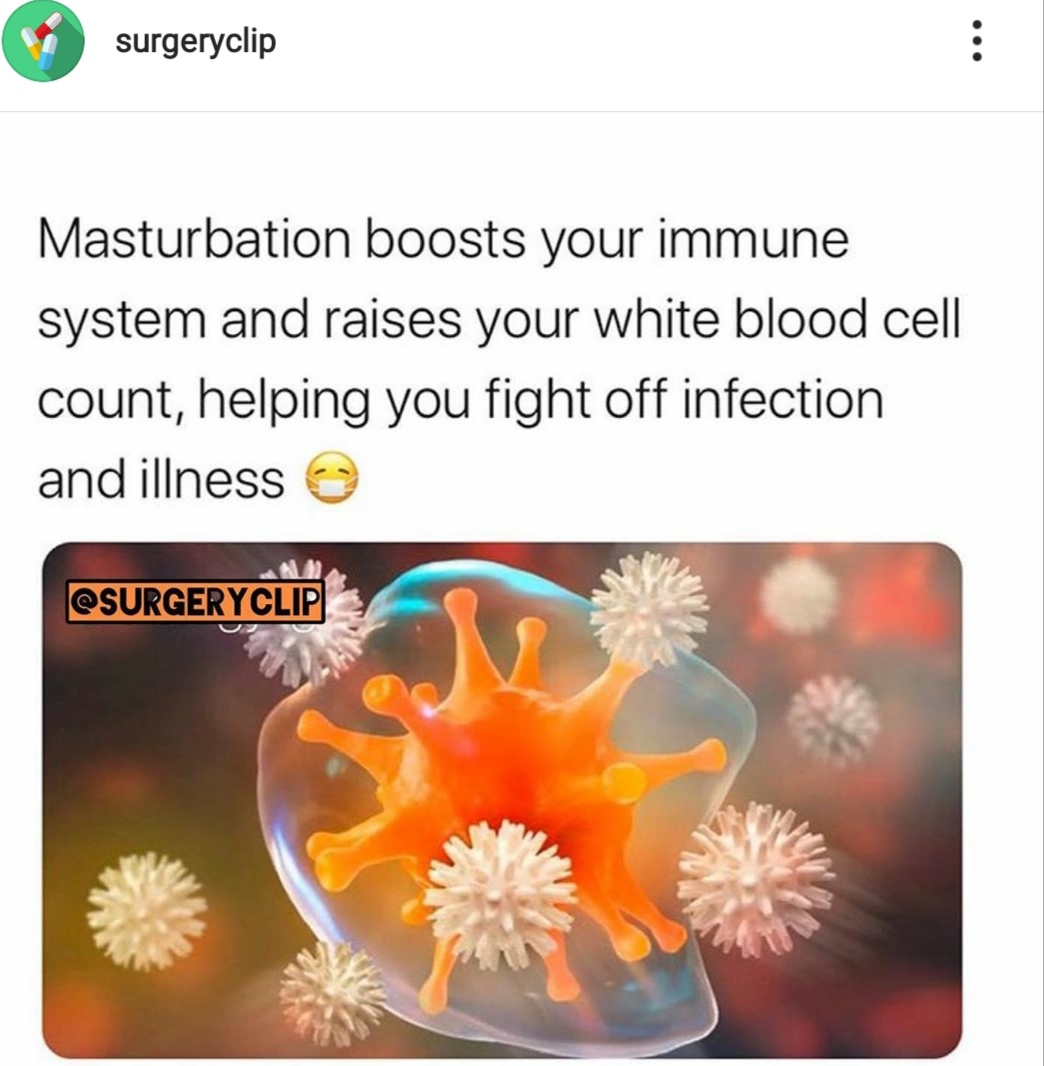 surgeryclip
Masturbation boosts your immune
system and raises your white blood cell
count, helping you fight off infection
and illness 😷
@SURGERYCLIP